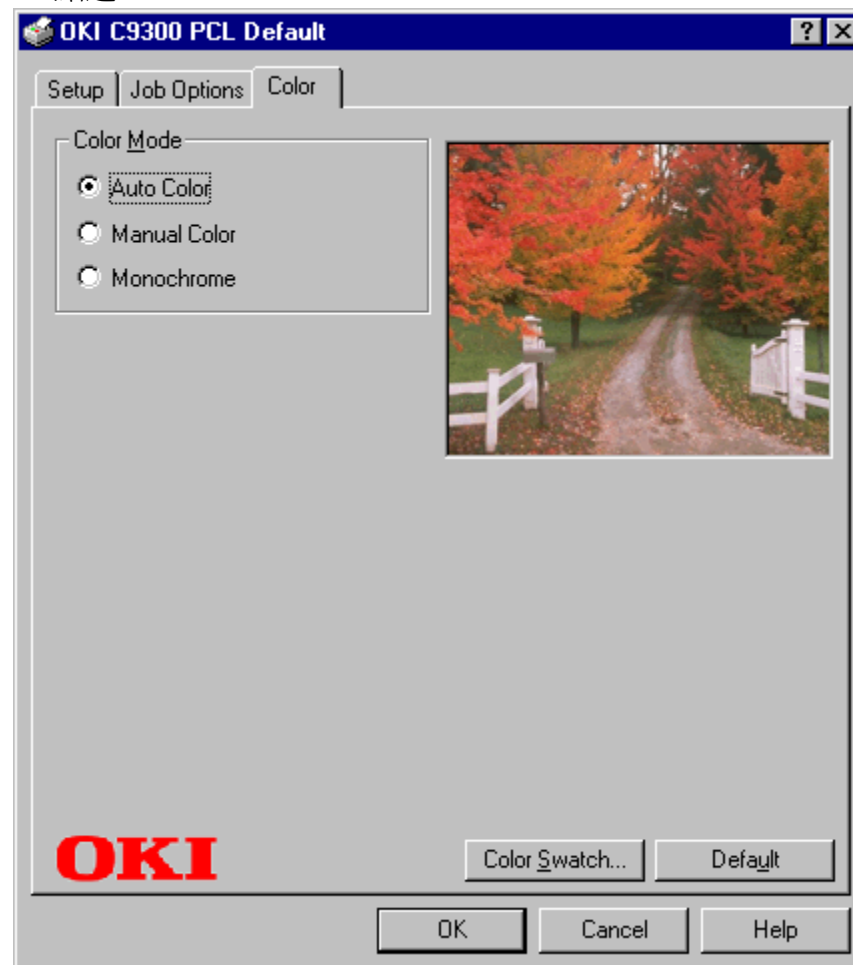 OKI C9300 PCL Default
Setup Job Options Color
Color Mode
Auto Color
Manual Color
Monochrome
OKI
Color Swatch... Default
OK Cancel Help